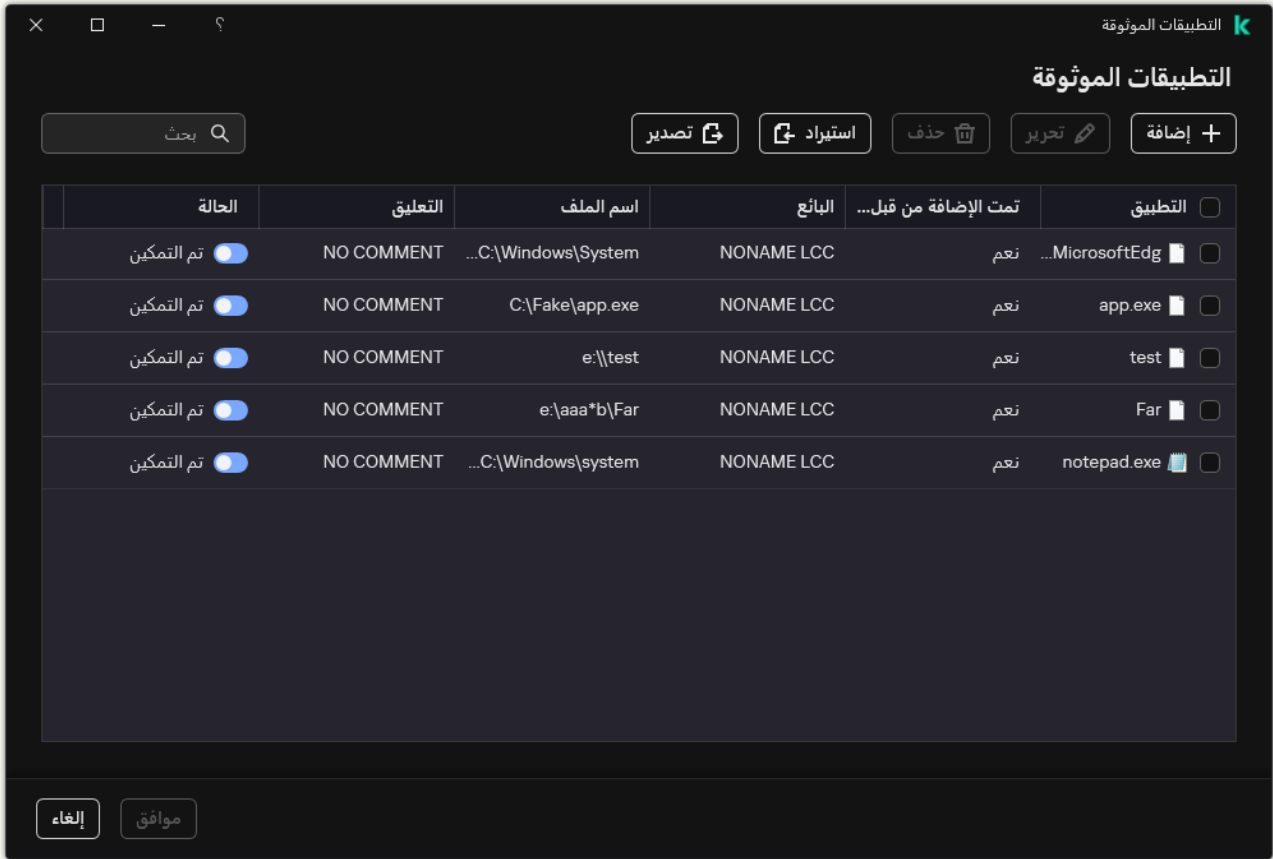 التطبيقات الموثوقة
؟
التطبيقات الموثوقة
إضافة تحرير حذف استيراد تصدير بحث
التطبيق تمت الإضافة من قبل... البائع اسم الملف التعليق الحالة
MicrosoftEdg... نعم NONAME LCC C:\Windows\System... NO COMMENT تم التمكين
app.exe نعم NONAME LCC C:\Fake\app.exe NO COMMENT تم التمكين
test نعم NONAME LCC e:\\test NO COMMENT تم التمكين
Far نعم NONAME LCC e:\aaa*b\Far NO COMMENT تم التمكين
notepad.exe نعم NONAME LCC C:\Windows\system... NO COMMENT تم التمكين
موافق إلغاء